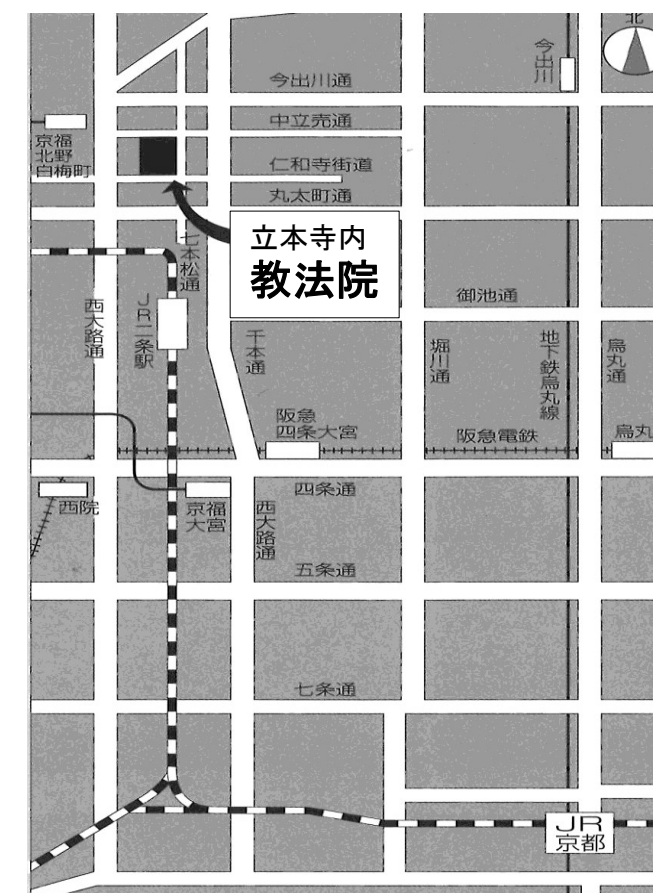 北
今出川
今出川通
中立売通
京福
北野
白梅町
仁和寺街道
丸太町通
立本寺内
教法院
七本松通
御池通
西大路通
JR二条駅
千本通
堀川通
地下鉄烏丸線
烏丸通
阪急
四条大宮
阪急電鉄
烏丸
四条通
西院
京福
大宮
西大路通
五条通
七条通
JR
京都